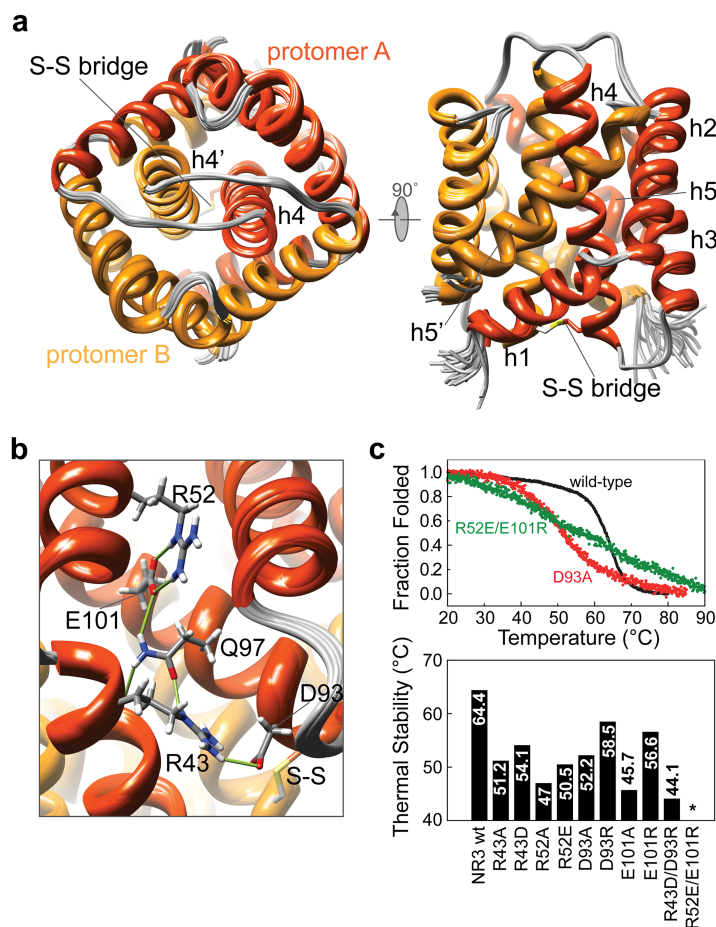 a
protomer A
S-S bridge
h4’
h4
protomer B
90°
h4
h2
h5
h3
h5’
h1
S-S bridge
b
R52
E101
Q97
D93
R43
S-S
c
Fraction Folded
1.0
0.8
0.6
0.4
0.2
0.0
wild-type
R52E/E101R
D93A
20 30 40 50 60 70 80 90
Temperature (°C)
Thermal Stability (°C)
70
60
50
40
64.4
51.2
54.1
47
50.5
52.2
58.5
45.7
56.6
44.1
*
NR3 wt
R43A
R43D
R52A
R52E
D93A
D93R
E101A
E101R
R43D/D93R
R52E/E101R